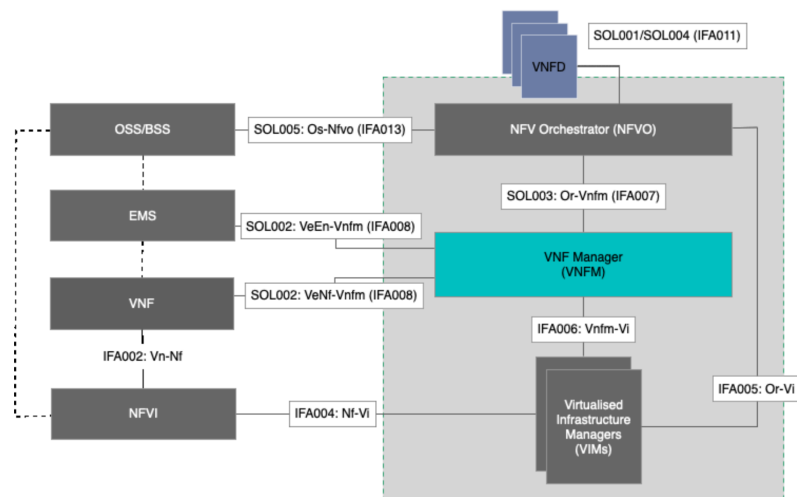 SOL001/SOL004 (IFA011)
VNFD
OSS/BSS
SOL005: Os-Nfvo (IFA013)
NFV Orchestrator (NFVO)
SOL003: Or-Vnfm (IFA007)
EMS
SOL002: VeEn-Vnfm (IFA008)
VNF Manager
(VNFM)
VNF
SOL002: VeNf-Vnfm (IFA008)
IFA006: Vnfm-Vi
IFA002: Vn-Nf
IFA005: Or-Vi
NFVI
IFA004: Nf-Vi
Virtualised
Infrastructure
Managers
(VIMs)